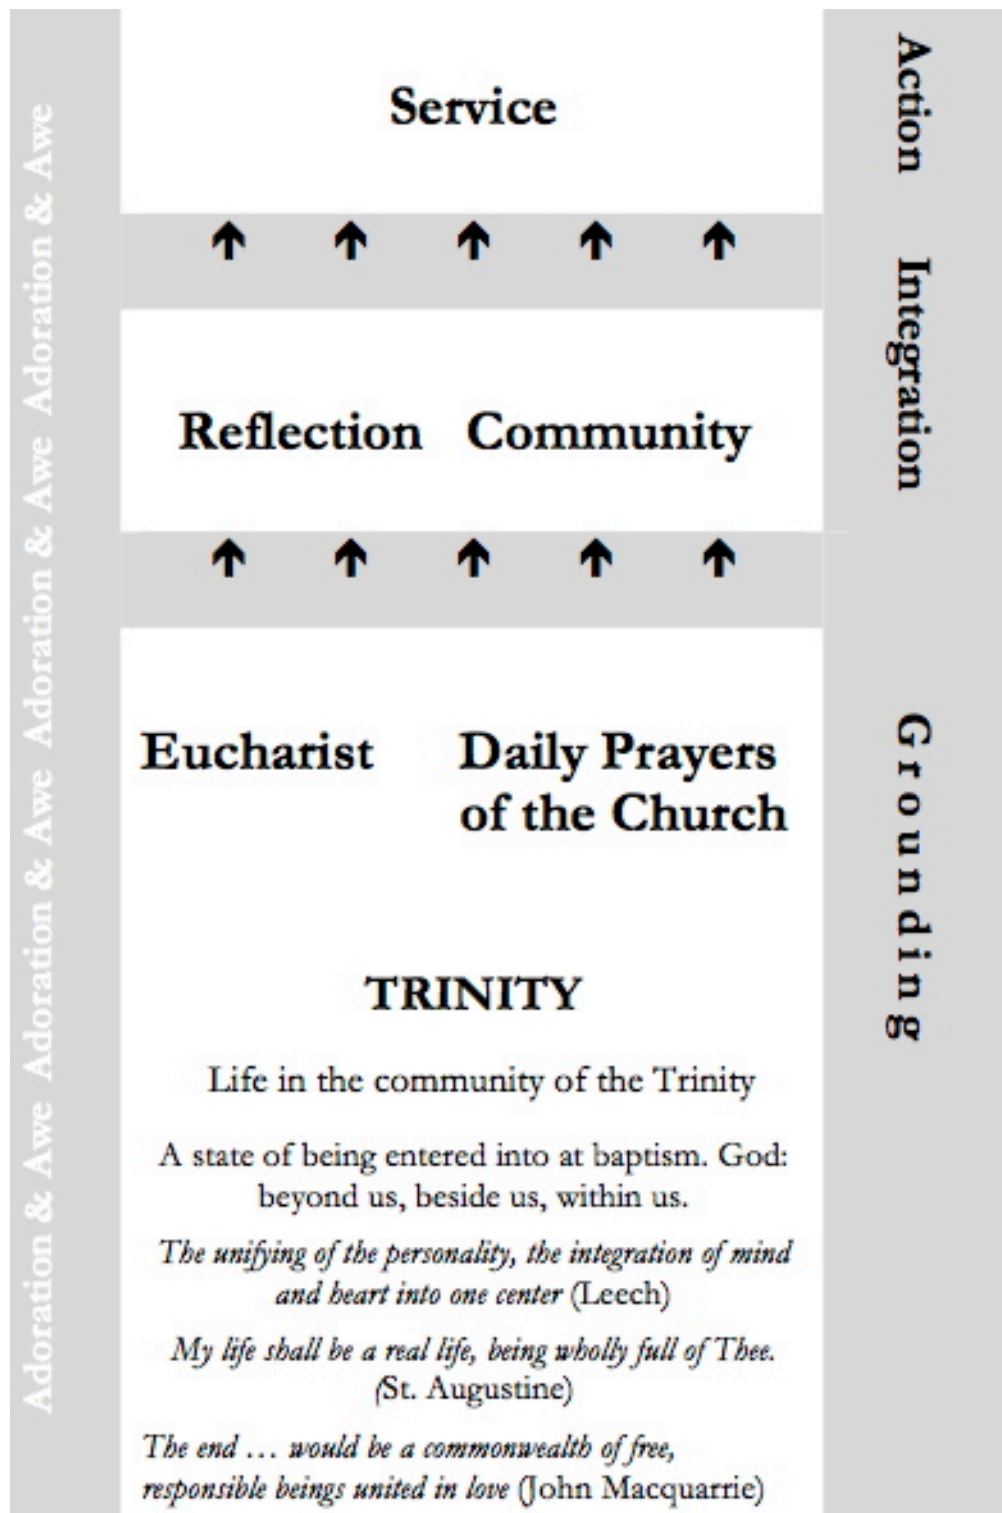 Service
Reflection Community
Eucharist
Daily Prayers
of the Church
TRINITY
Life in the community of the Trinity
A state of being entered into at baptism. God:
beyond us, beside us, within us.
The unifying of the personality, the integration of mind
and heart into one center (Leech)
My life shall be a real life, being wholly full of Thee.
(St. Augustine)
The end … would be a commonwealth of free,
responsible beings united in love (John Macquarrie)
Adoration & Awe Adoration & Awe Adoration & Awe Adoration & Awe
Action
Integration
Grounding